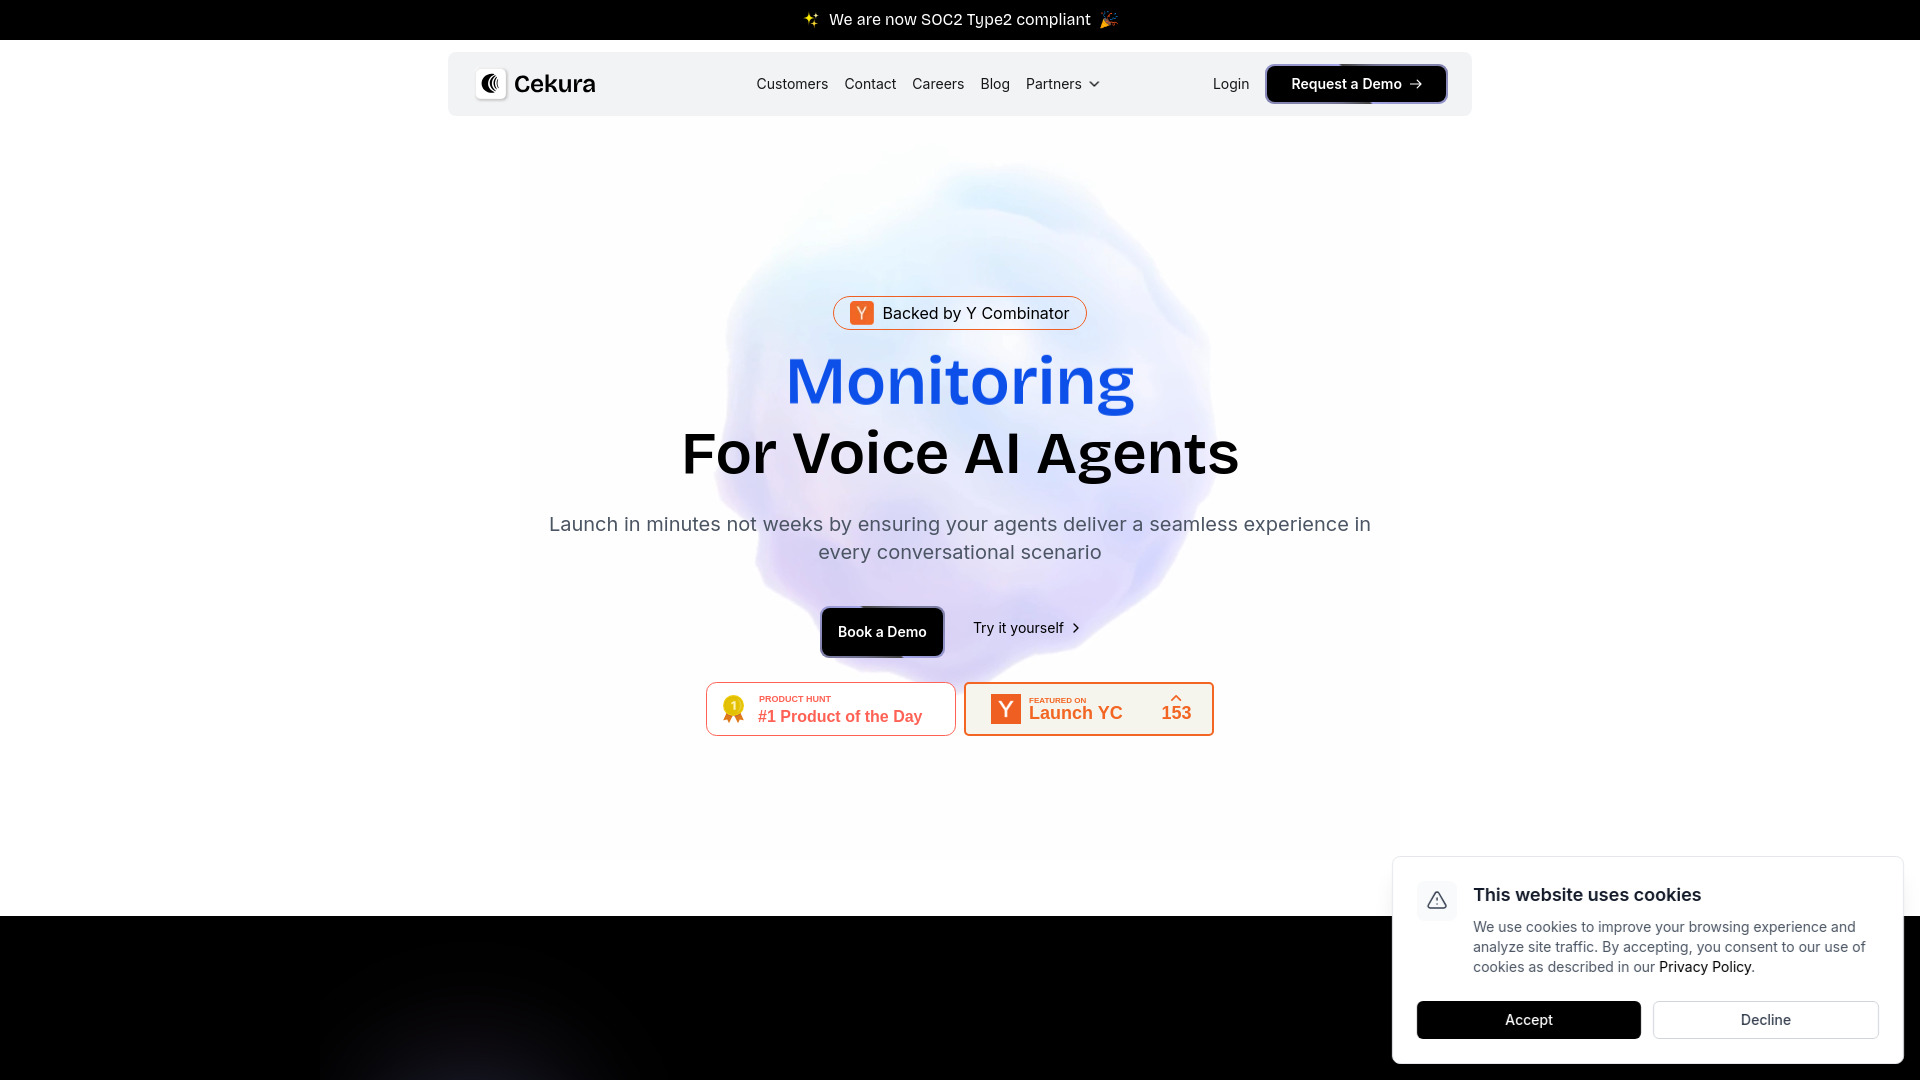 ✨ We are now SOC2 Type2 compliant 🎉
Cekura
Customers Contact Careers Blog Partners
Login
Request a Demo →
Backed by Y Combinator
Monitoring
For Voice AI Agents
Launch in minutes not weeks by ensuring your agents deliver a seamless experience in
every conversational scenario
Book a Demo
Try it yourself
1
PRODUCT HUNT
#1 Product of the Day
Y
FEATURED ON
Launch YC
153
This website uses cookies
We use cookies to improve your browsing experience and
analyze site traffic. By accepting, you consent to our use of
cookies as described in our Privacy Policy.
Accept
Decline